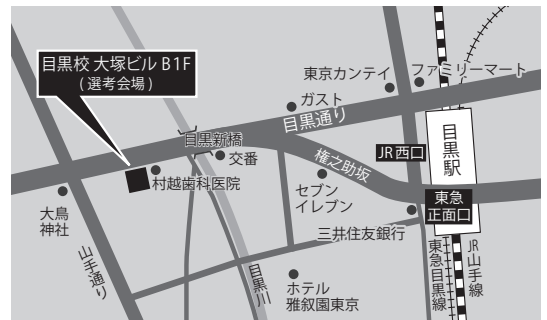 目黒校 大塚ビル B1F
(選考会場)
東京カンテイ
ファミリーマート
ガスト
目黒通り
目黒新橋
交番
権之助坂
JR西口
目黒駅
村越歯科医院
セブン
イレブン
東急
正面口
大鳥
神社
三井住友銀行
山手通り
目黒川
ホテル
雅叙園東京
東急目黒線
JR山手線